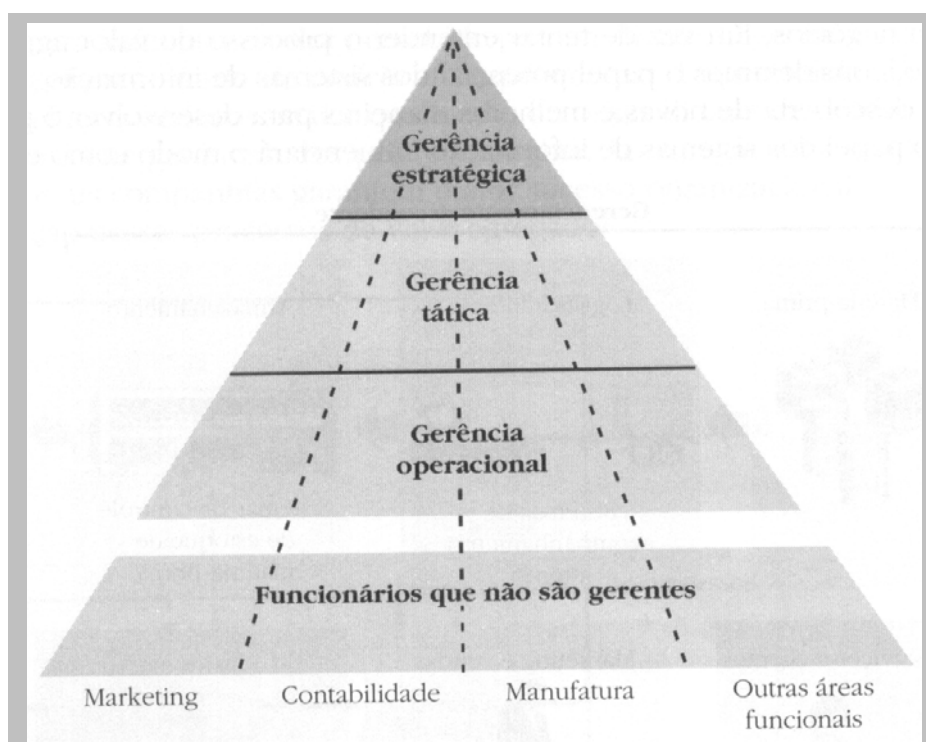 Gerência
estratégica
Gerência
tática
Gerência
operacional
Funcionários que não são gerentes
Marketing
Contabilidade
Manufatura
Outras áreas
funcionais